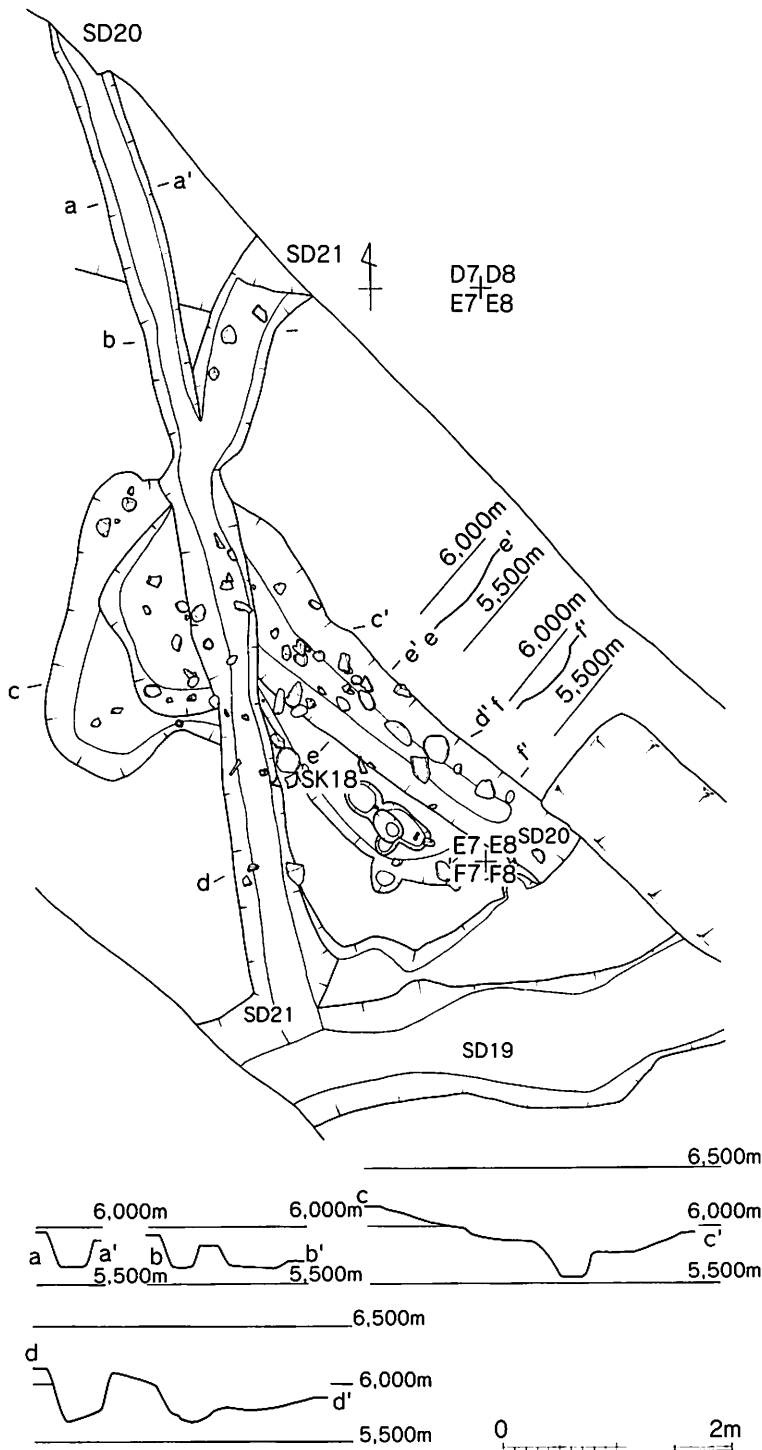 SD20
a'
a
SD21
D7 D8
E7 E8
b
6,000m
e'
5,500m
c'
e' e
6,000m
f'
5,500m
c
d' f
f'
e
SK18
SD20
E7 E8
F7 F8
d
SD21
SD19
6,500m
c
6,000m 6,000m 6,000m
c'
a a' b b'
5,500m 5,500m 5,500m
6,500m
d
6,000m
d'
5,500m
0 2m